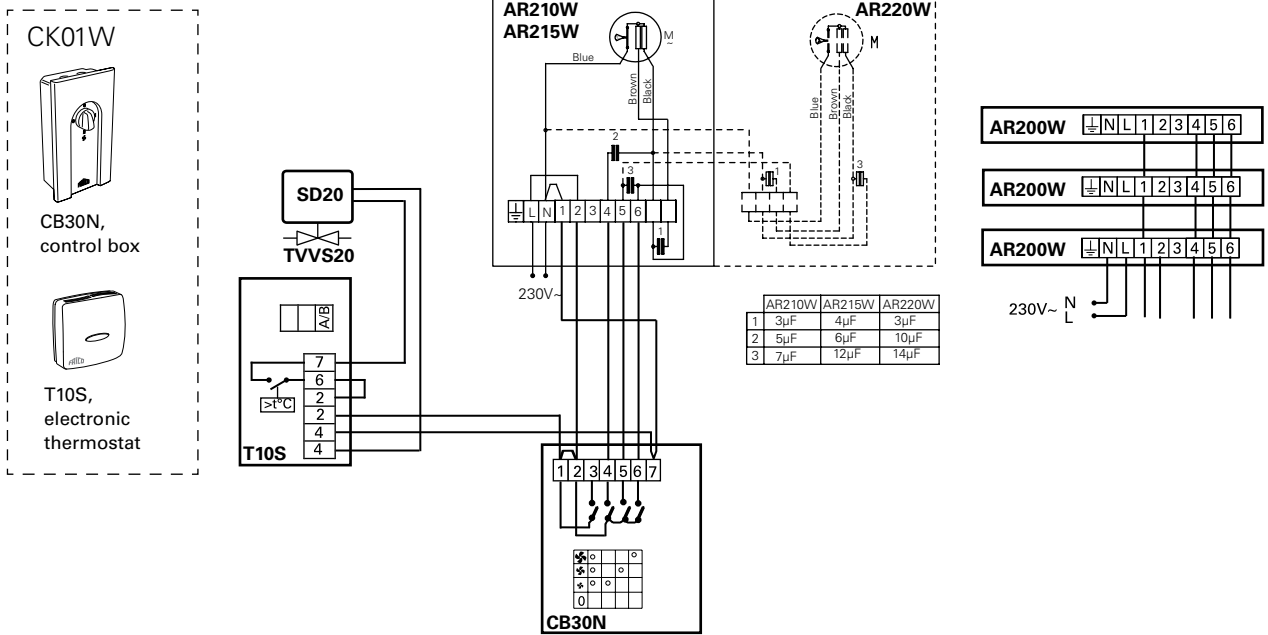 CK01W
CB30N,
control box
T10S,
electronic
thermostat
SD20
TVVS20
A/B
7
6
2
2
4
4
>t°C
T10S
AR210W
AR215W
AR220W
M
~
Blue
Brown
Black
2
3
1
L N 1 2 3 4 5 6
230V~
M
Blue
Brown
Black
1
3
AR210W AR215W AR220W
1 3µF 4µF 3µF
2 5µF 6µF 10µF
3 7µF 12µF 14µF
1 2 3 4 5 6 7
0
CB30N
AR200W N L 1 2 3 4 5 6
AR200W N L 1 2 3 4 5 6
AR200W N L 1 2 3 4 5 6
230V~ N
L